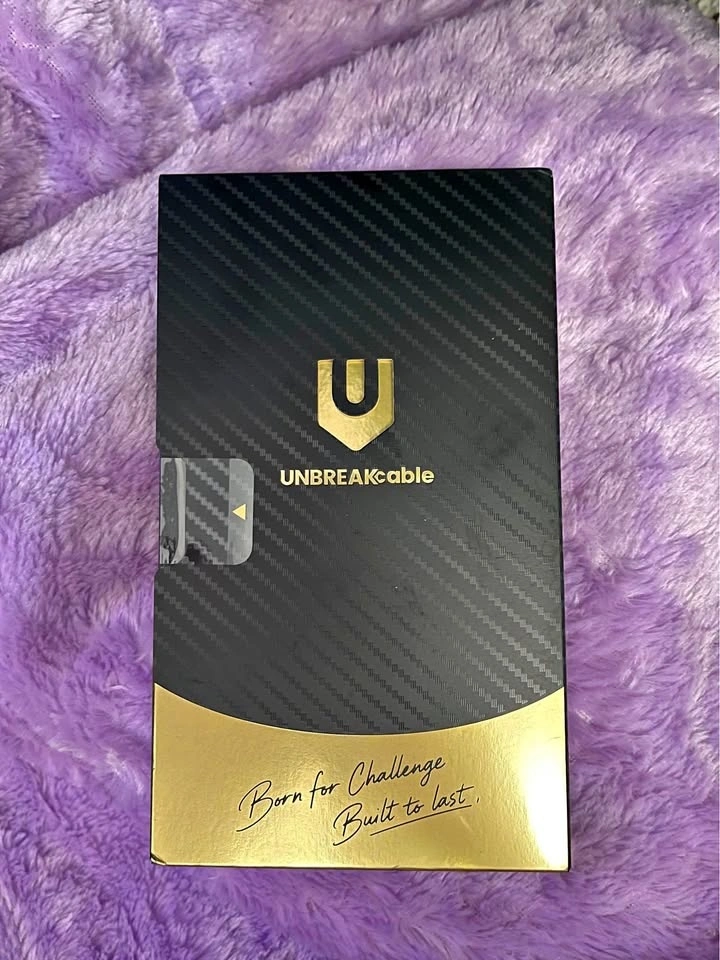 U
UNBREAKcable
Born for Challenge
Built to last.